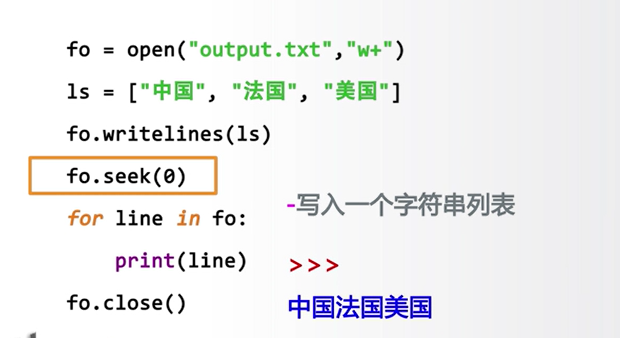 fo = open("output.txt","w+")
ls = ["中国", "法国", "美国"]
fo.writelines(ls)
fo.seek(0)
for line in fo:
    print(line)
fo.close()
-写入一个字符串列表
>>>
中国法国美国